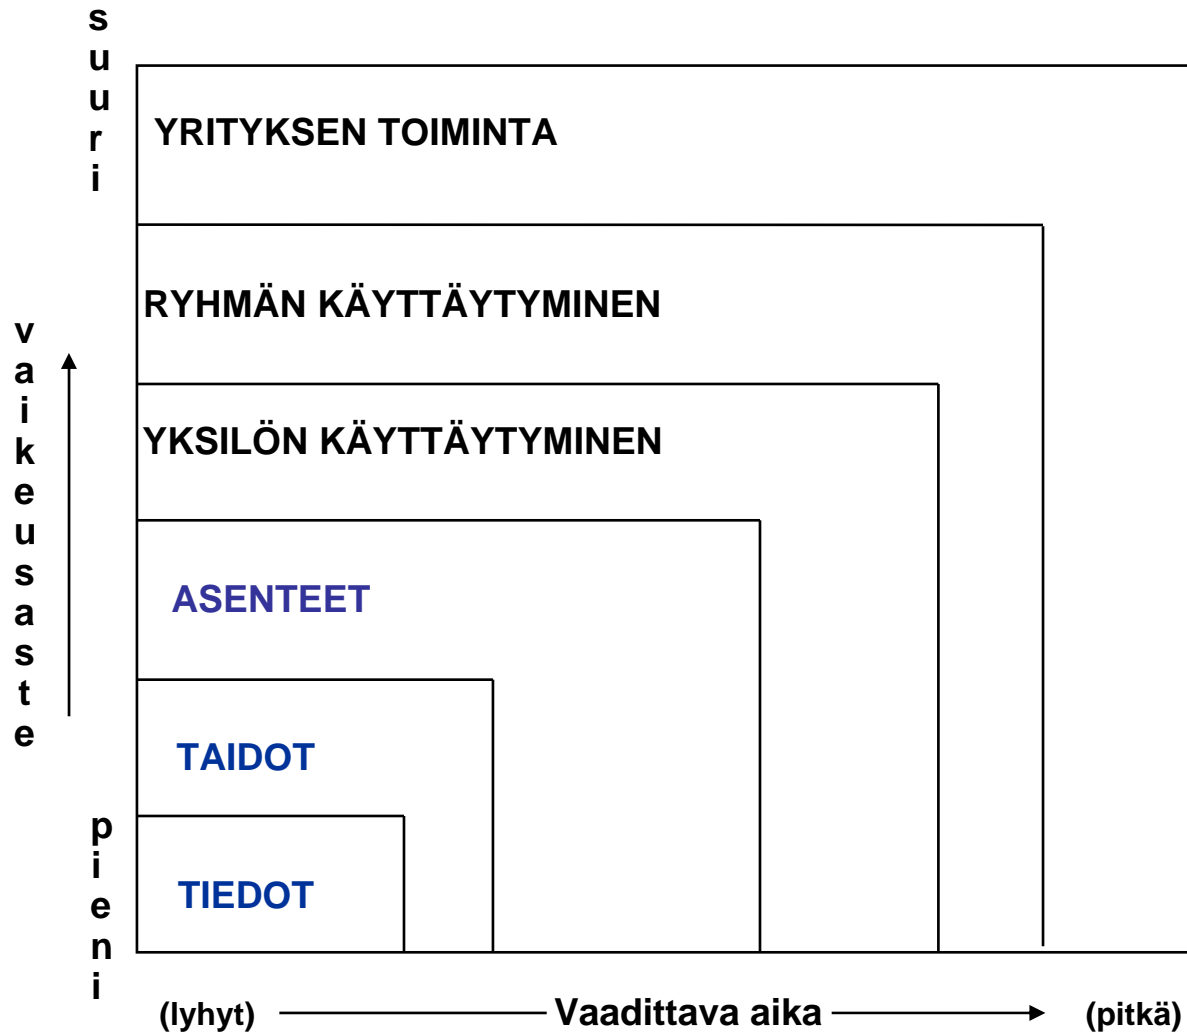 suuri
YRITYKSEN TOIMINTA
RYHMÄN KÄYTTÄYTYMINEN
vaikeusaste
YKSILÖN KÄYTTÄYTYMINEN
ASENTEET
TAIDOT
pieni
TIEDOT
(lyhyt) Vaadittava aika (pitkä)